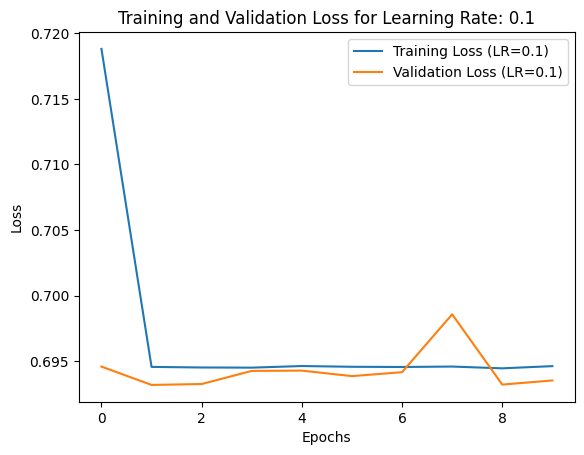 Training and Validation Loss for Learning Rate: 0.1
0.720
0.715
0.710
0.705
0.700
0.695
Loss
Training Loss (LR=0.1)
Validation Loss (LR=0.1)
0 2 4 6 8
Epochs